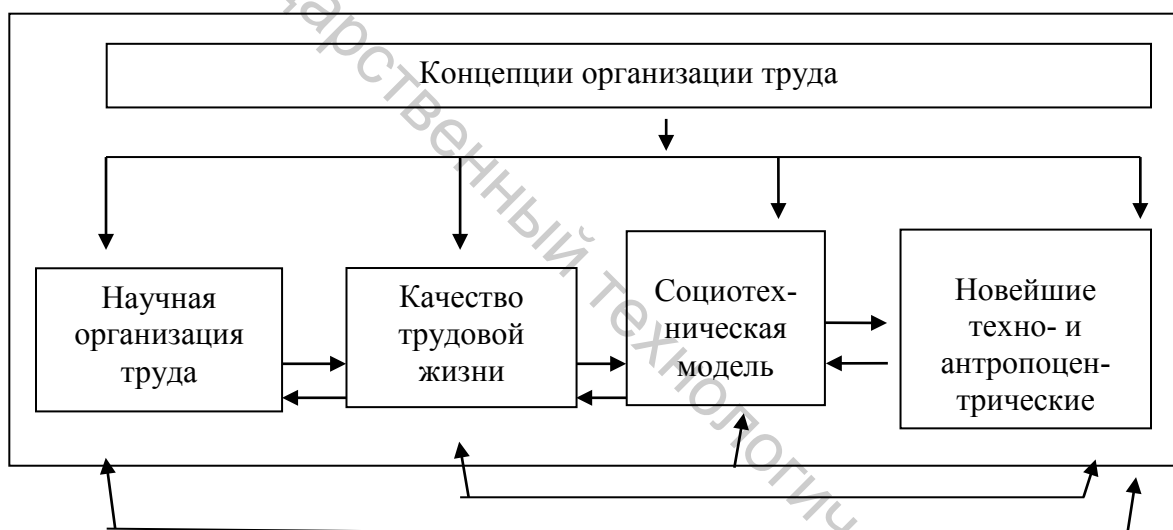 Концепции организации труда
Научная
организация
труда
Качество
трудовой
жизни
Социотех-
ническая
модель
Новейшие
техно- и
антропоцен-
трические